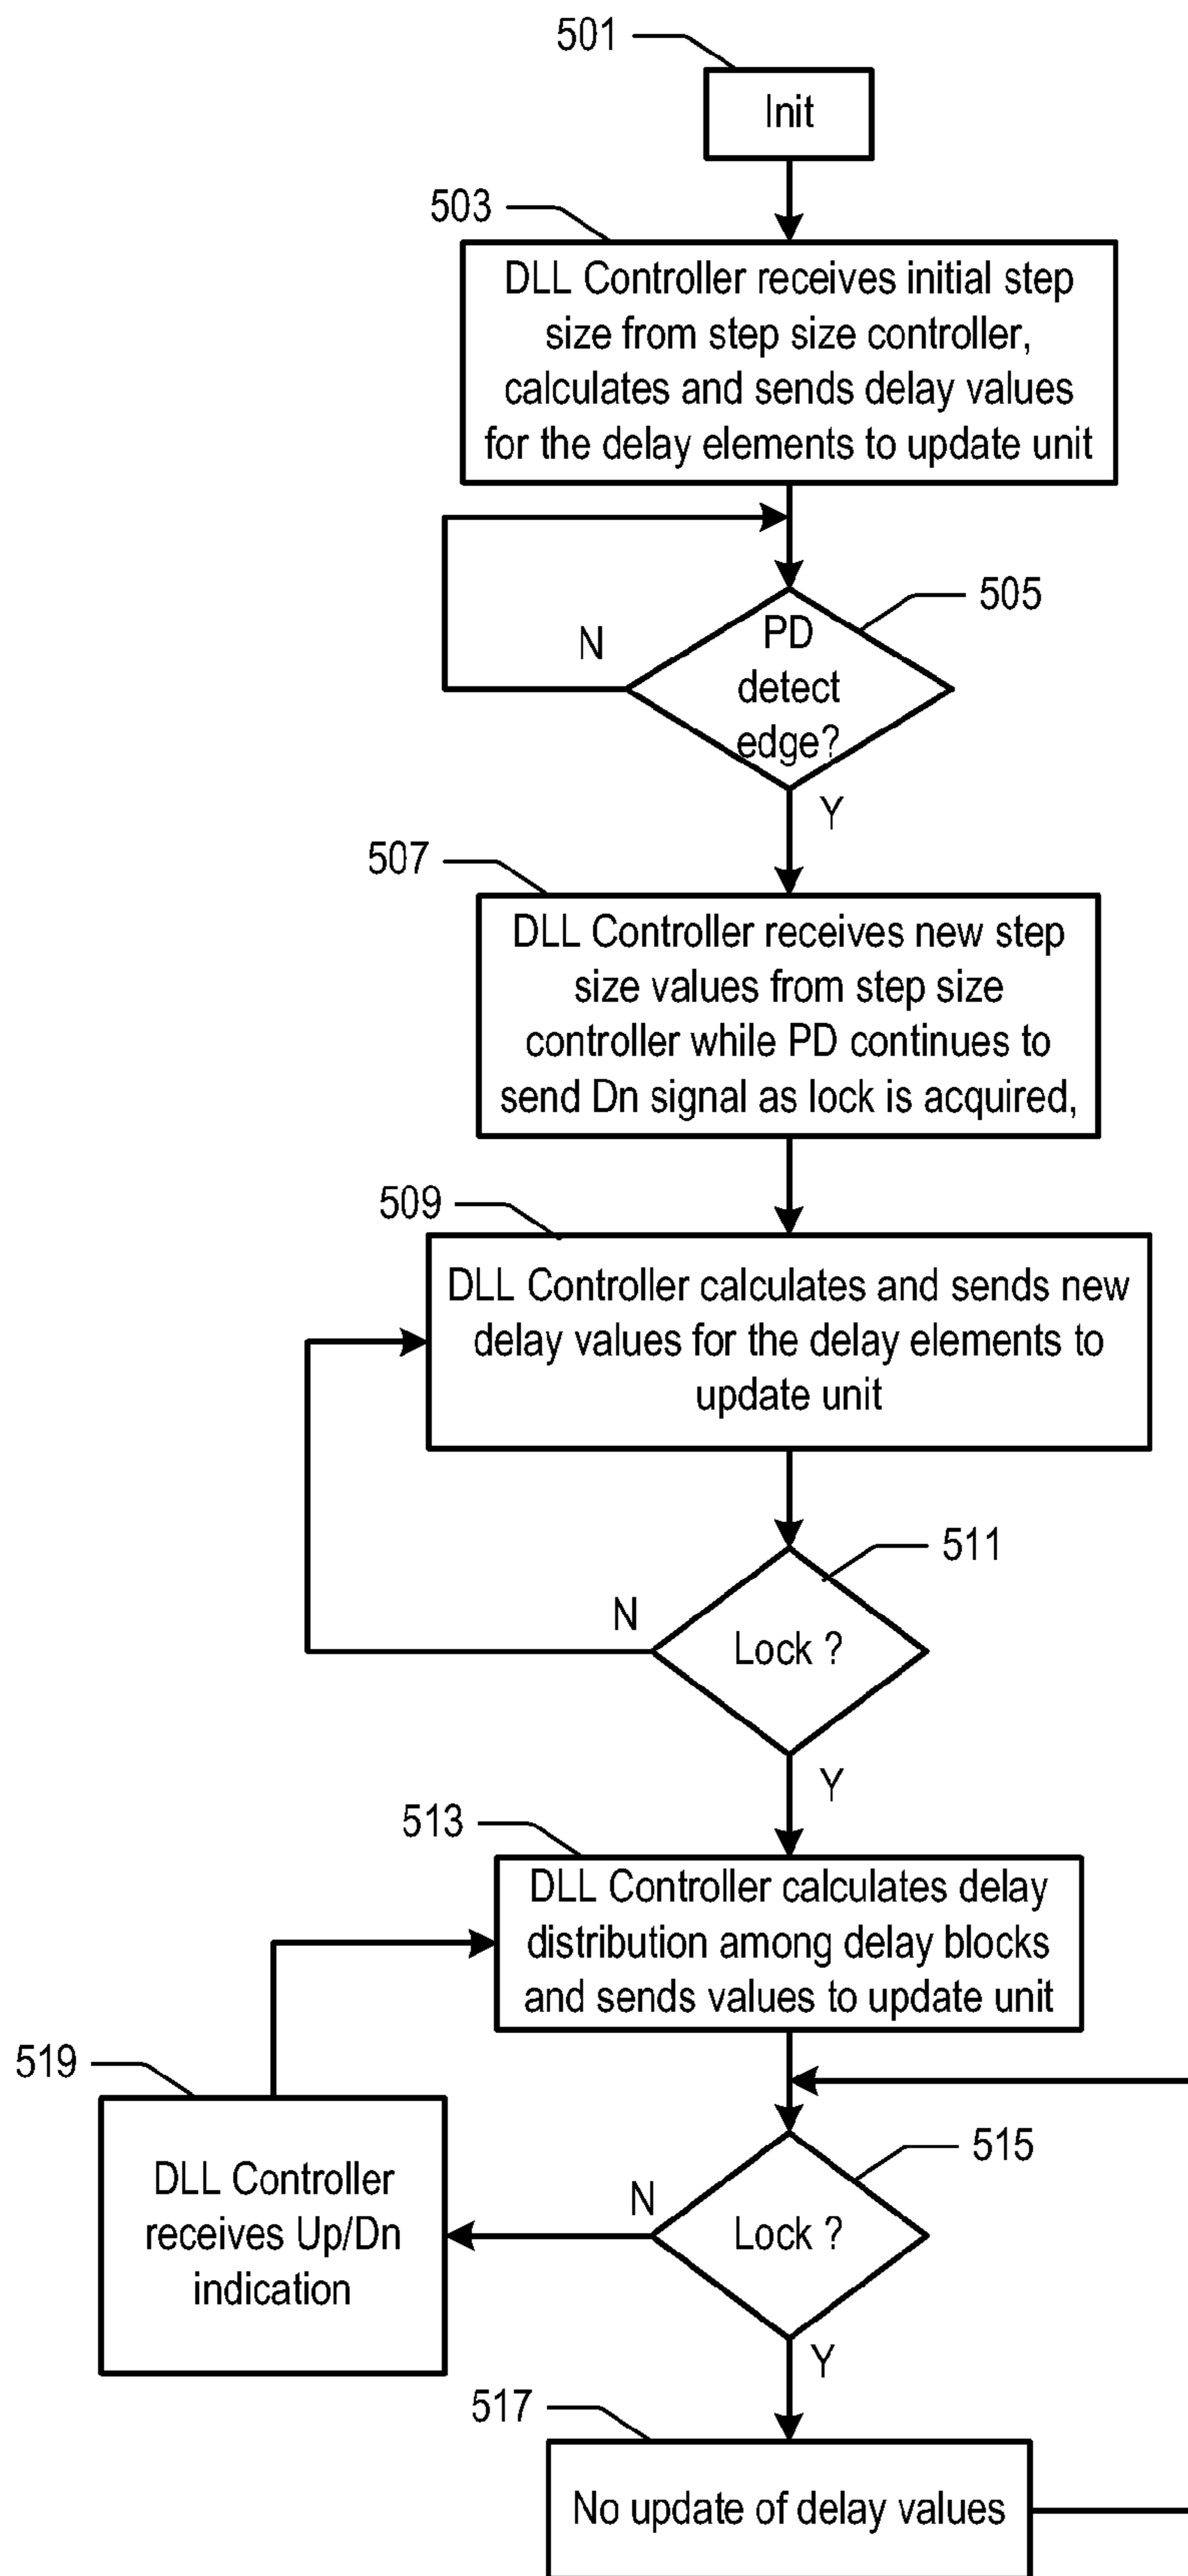 501
Init
503
DLL Controller receives initial step
size from step size controller,
calculates and sends delay values
for the delay elements to update unit
505
PD
detect
edge?
N
Y
507
DLL Controller receives new step
size values from step size
controller while PD continues to
send Dn signal as lock is acquired,
509
DLL Controller calculates and sends new
delay values for the delay elements to
update unit
511
Lock ?
N
Y
513
DLL Controller calculates delay
distribution among delay blocks
and sends values to update unit
519
DLL Controller
receives Up/Dn
indication
515
N
Lock ?
Y
517
No update of delay values